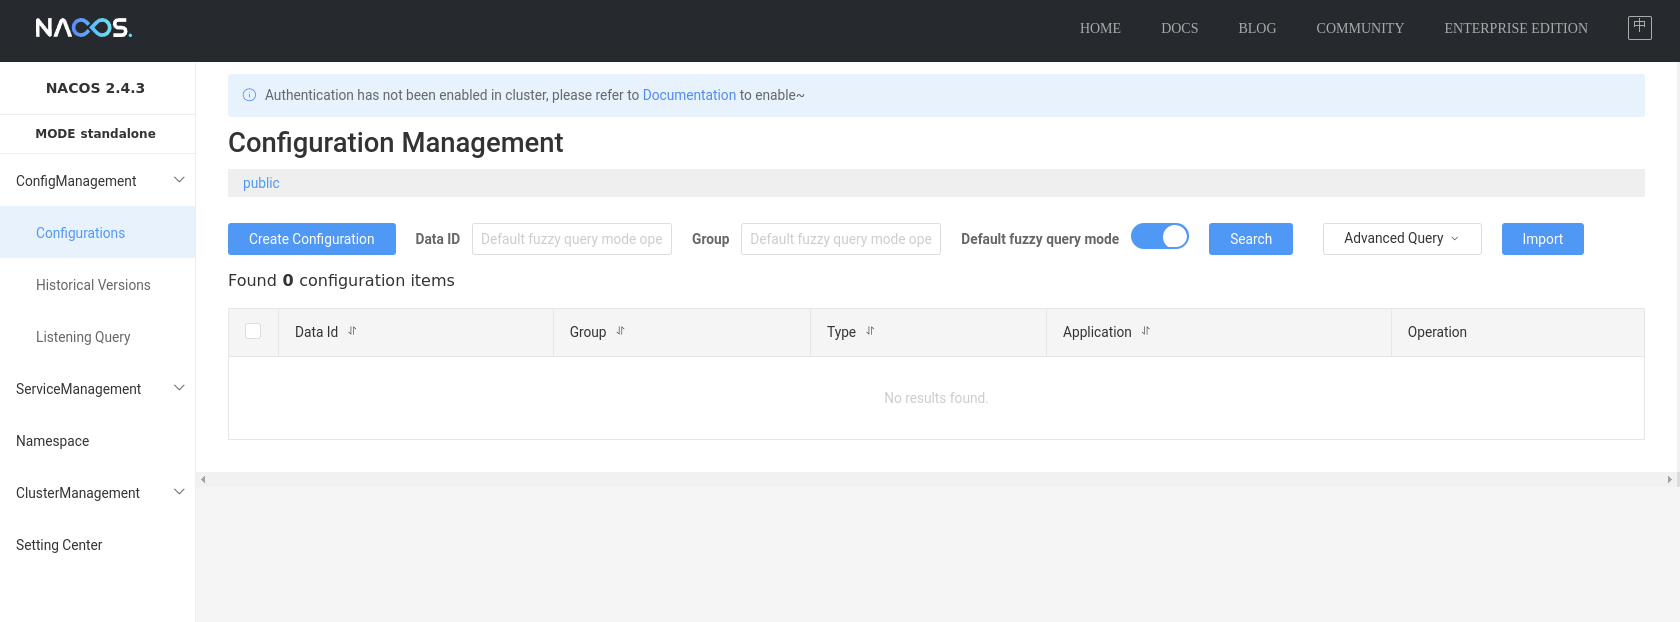 NACOS.
HOME DOCS BLOG COMMUNITY ENTERPRISE EDITION 中
NACOS 2.4.3
MODE standalone
ConfigManagement
Configurations
Historical Versions
Listening Query
ServiceManagement
Namespace
ClusterManagement
Setting Center
Authentication has not been enabled in cluster, please refer to Documentation to enable~
Configuration Management
public
Create Configuration Data ID Default fuzzy query mode ope Group Default fuzzy query mode ope Default fuzzy query mode Search Advanced Query Import
Found 0 configuration items
Data Id Group Type Application Operation
No results found.